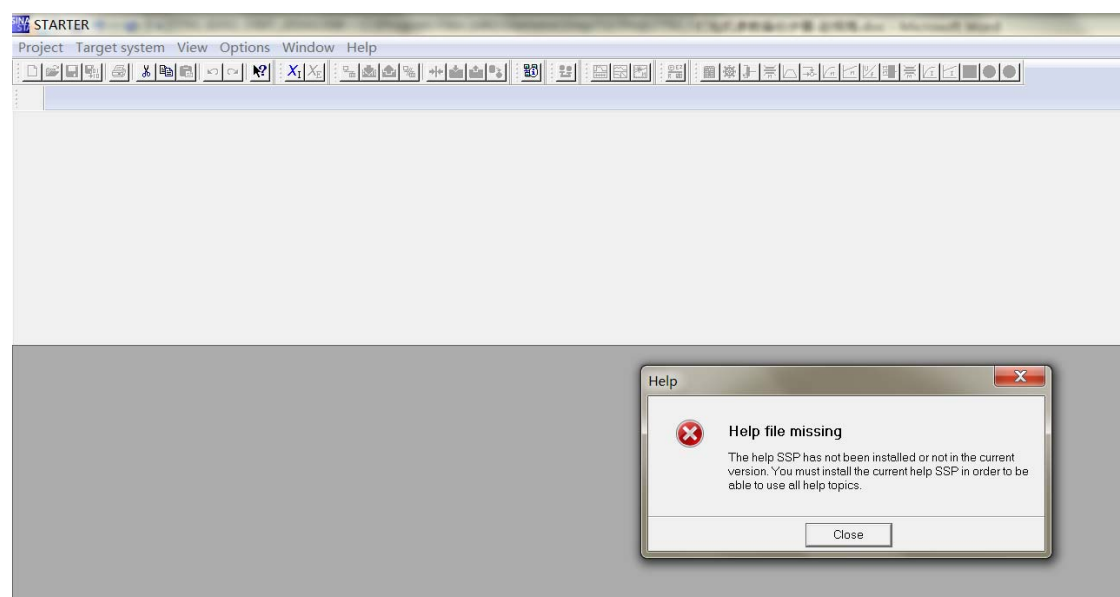 STARTER
Project Target system View Options Window Help
Help
Help file missing
The help SSP has not been installed or not in the current
version. You must install the current help SSP in order to be
able to use all help topics.
Close